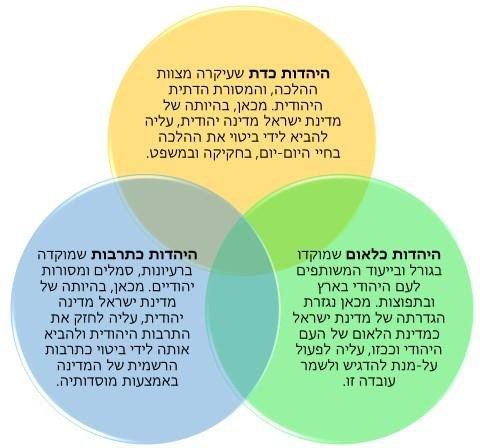 היהדות כדת שעיקרה מצוות
ההלכה, והמסורת הדתית
היהודית. מכאן, בהיותה של
מדינת ישראל מדינה יהודית, עליה
להביא לידי ביטוי את ההלכה
בחיי היום-יום, בחקיקה ובמשפט.
היהדות כלאום שמוקדו
בגורל ובייעוד המשותפים
לעם היהודי בארץ
ובתפוצות. מכאן נגזרת
הגדרתה של מדינת ישראל
כמדינת הלאום של העם
היהודי וככזו, עליה לפעול
על-מנת להדגיש ולשמר
עובדה זו.
היהדות כתרבות שמוקדה
ברעיונות, סמלים ומסורות
יהודיים. מכאן, בהיותה של
מדינת ישראל מדינה
יהודית, עליה לחזק את
התרבות היהודית ולהביא
אותה לידי ביטוי כתרבות
הרשמית של המדינה
באמצעות מוסדותיה.